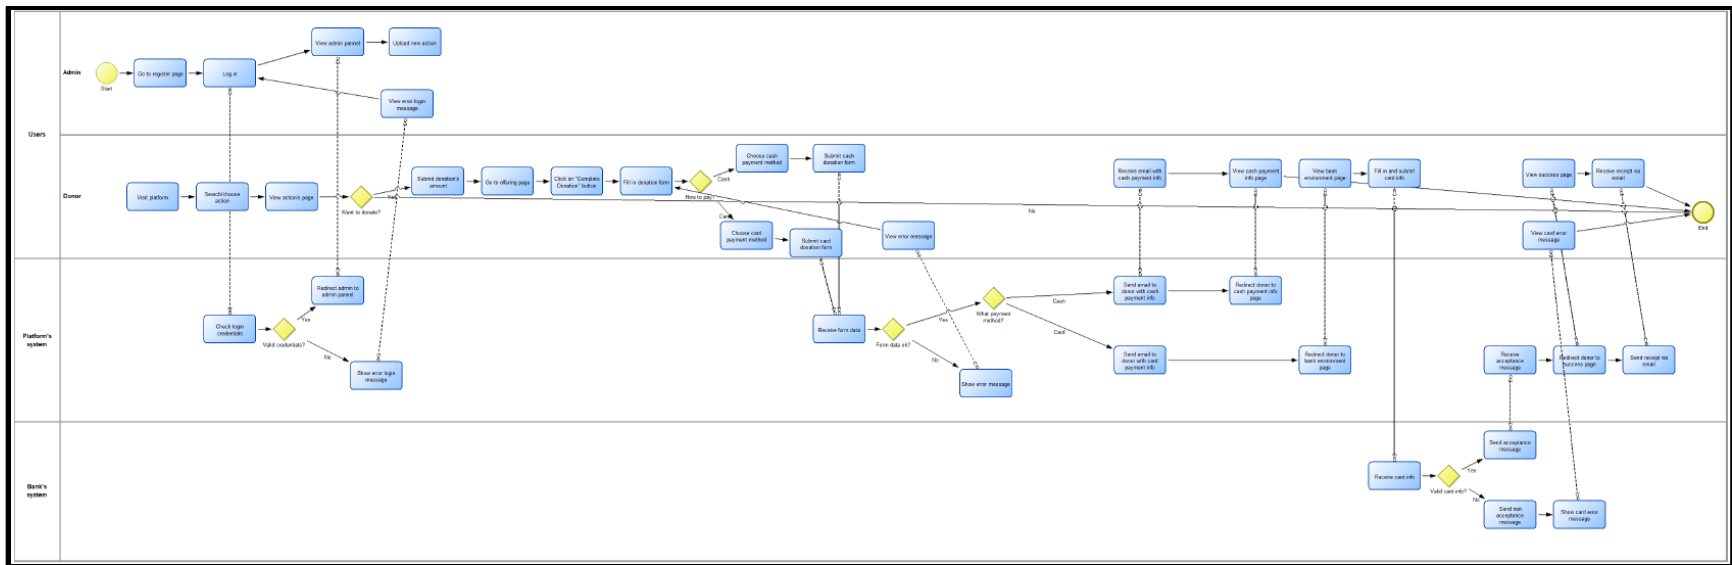 View admin pannel
Upload new action
Admin
Start
Go to register page
Log in
View error login
message
Users
Donor
Visit platform
Search/choose
action
View action's page
Want to donate?
Yes
No
Submit donation's
amount
Go to offering page
Click on "Complete
Donation" button
Fill in donation form
How to pay?
Cash
Card
Choose cash
payment method
Submit cash
donation form
Choose card
payment method
Submit card
donation form
View error message
Receive email with
cash payment info
View cash payment
info page
View bank
environment page
Fill in and submit
card info
View success page
Receive receipt via
email
View card error
message
End
Platform's
system
Redirect admin to
admin pannel
Check login
credentials
Valid credentials?
Yes
No
Show error login
message
Receive form data
Form data ok?
Yes
No
Show error message
What payment
method?
Cash
Card
Send email to
donor with cash
payment info
Redirect donor to
cash payment info
page
Send email to
donor with card
payment info
Redirect donor to
bank environment
page
Receive
acceptance
message
Redirect donor to
success page
Send receipt via
email
Bank's
system
Receive card info
Valid card info?
Yes
No
Send acceptance
message
Send non
acceptance
message
Show card error
message